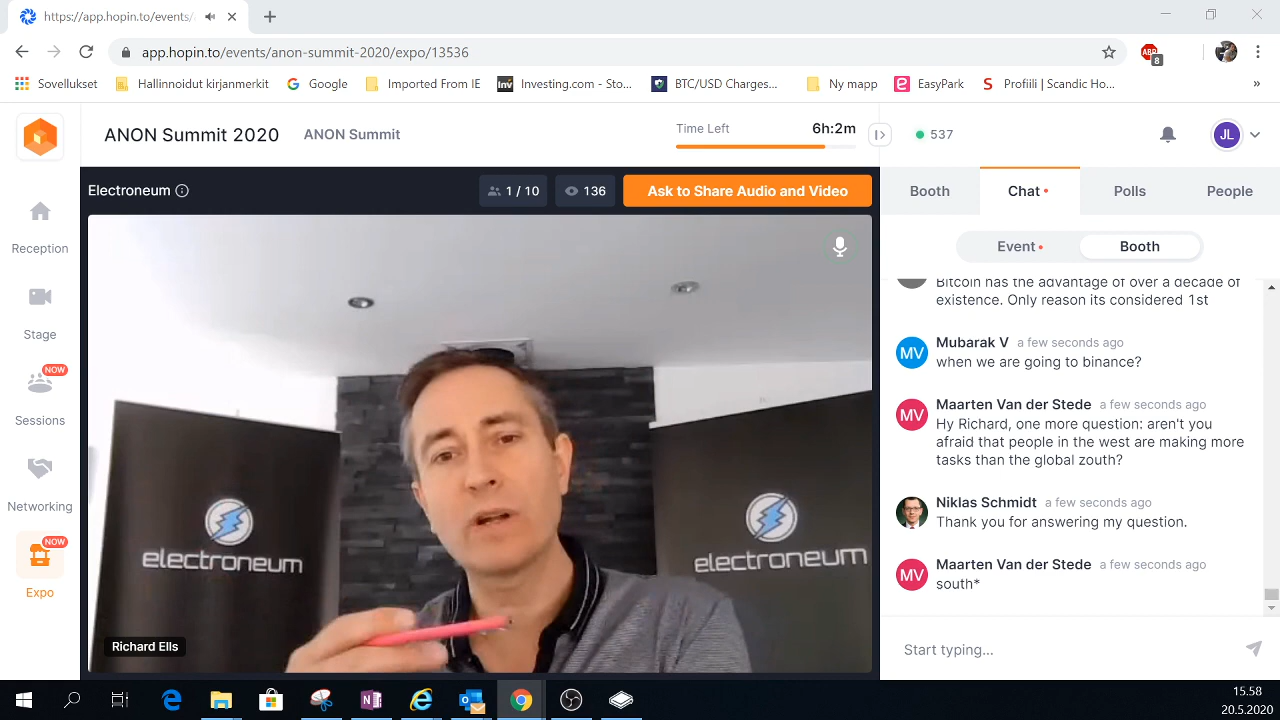 https://app.hopin.to/events/
app.hopin.to/events/anon-summit-2020/expo/13536
ABP
8
Sovellukset
Hallinnoidut kirjanmerkit
Google
Imported From IE
Inv
Investing.com - Sto...
BTC/USD Charges...
Ny mapp
EasyPark
S
Profiili | Scandic Ho...
»
ANON Summit 2020
ANON Summit
Time Left
6h:2m
537
JL
Electroneum
1 / 10
136
Ask to Share Audio and Video
Booth
Chat
Polls
People
Event
Booth
Reception
Stage
NOW
Sessions
Networking
NOW
Expo
electroneum
electroneum
Richard Ells
Bitcoin has the advantage of over a decade of
existence. Only reason its considered 1st
MV
Mubarak V a few seconds ago
when we are going to binance?
MV
Maarten Van der Stede a few seconds ago
Hy Richard, one more question: aren't you
afraid that people in the west are making more
tasks than the global zouth?
Niklas Schmidt a few seconds ago
Thank you for answering my question.
MV
Maarten Van der Stede a few seconds ago
south*
Start typing...
15.58
20.5.2020